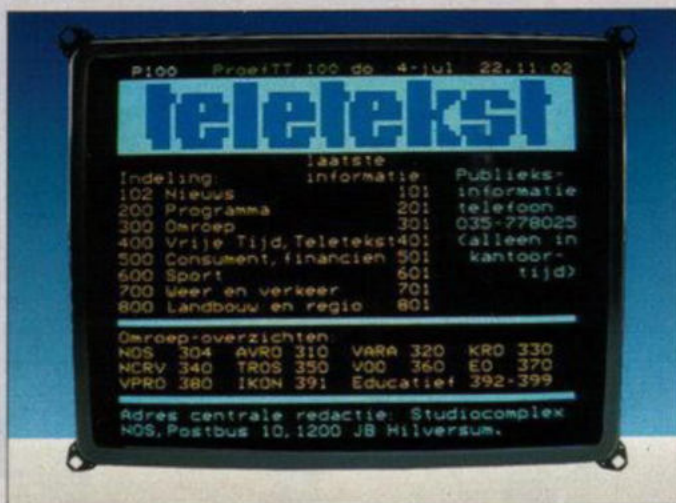 P100 ProefTT 100 do 4-jul 22.11 02
teletekst
laatste
Indeling: informatie Publieks-
102 Nieuws 101 informatie
200 Programma 201 telefoon
300 Omroep 301 035-778025
400 Vrije Tijd,Teletekst401 (alleen in
500 Consument,financien 501 kantoor-
600 Sport 601 tijd)
700 Weer en verkeer 701
800 Landbouw en regio 801
Omroep-overzichten:
NOS 304 AVRO 310 VARA 320 KRO 330
NCRV 340 TROS 350 VOO 360 EO 370
VPRO 380 IKON 391 Educatief 392-399
Adres centrale redactie: Studiocomplex
NOS,Postbus 10,1200 JB Hilversum.